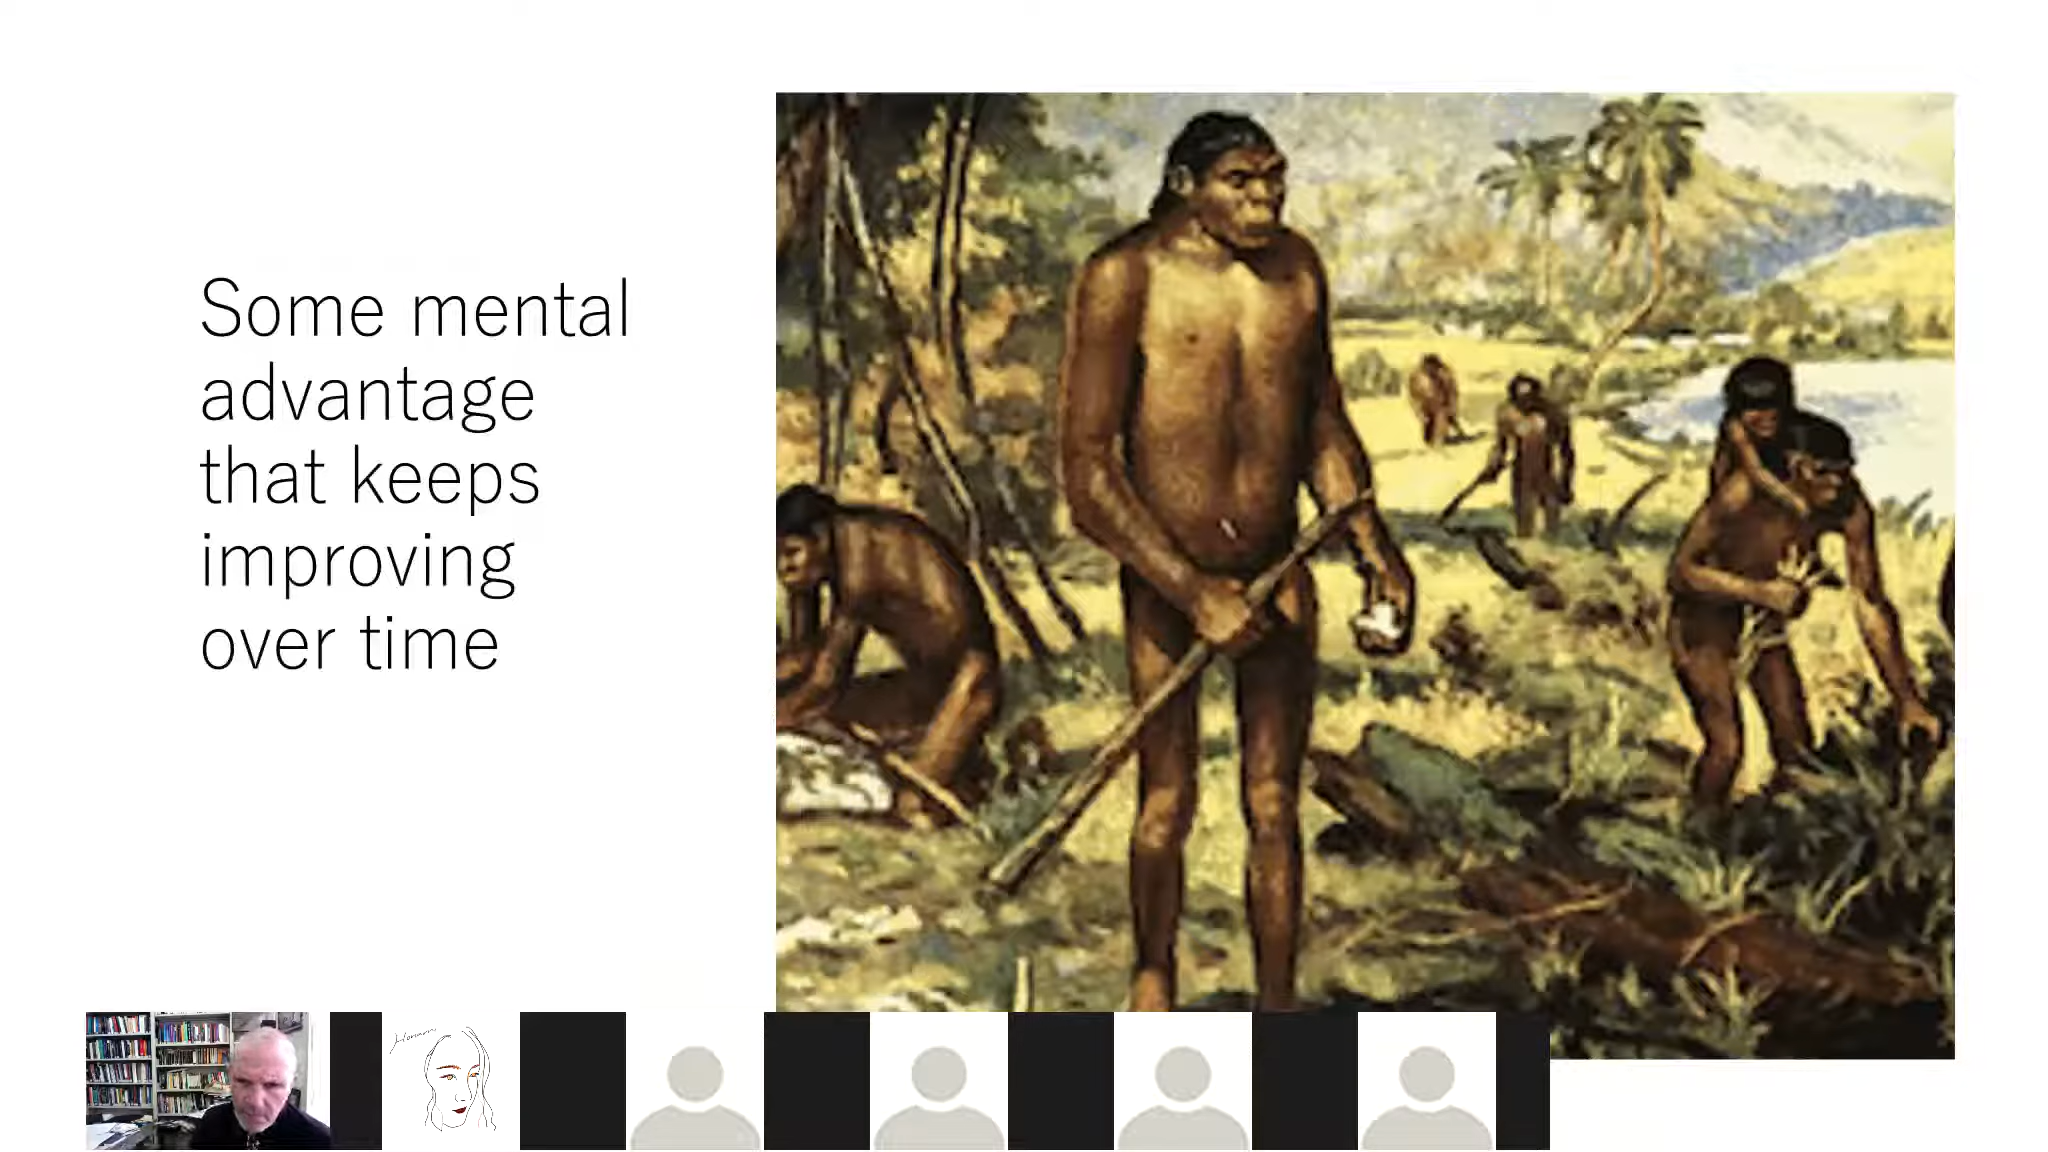 Some mental
advantage
that keeps
improving
over time